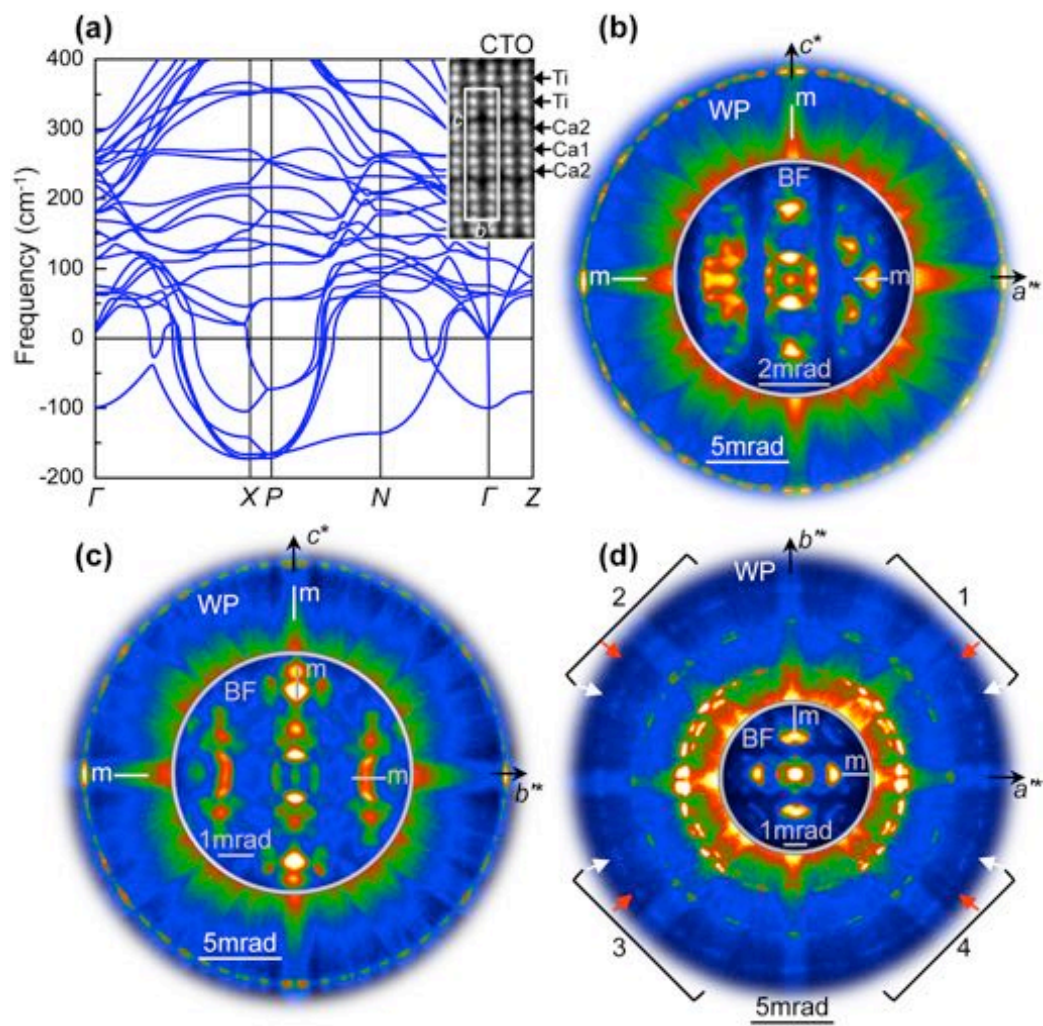 (a)
CTO
400
300
200
100
0
-100
-200
Frequency (cm⁻¹)
Γ X P N Γ Z
c
b
Ti
Ti
Ca2
Ca1
Ca2
(b)
c*
WP
m
BF
m
m
a'*
2mrad
5mrad
(c)
c*
WP
m
m
BF
m
m
b'*
1mrad
5mrad
(d)
b'*
WP
2
1
m
BF
m
a'*
1mrad
3
4
5mrad